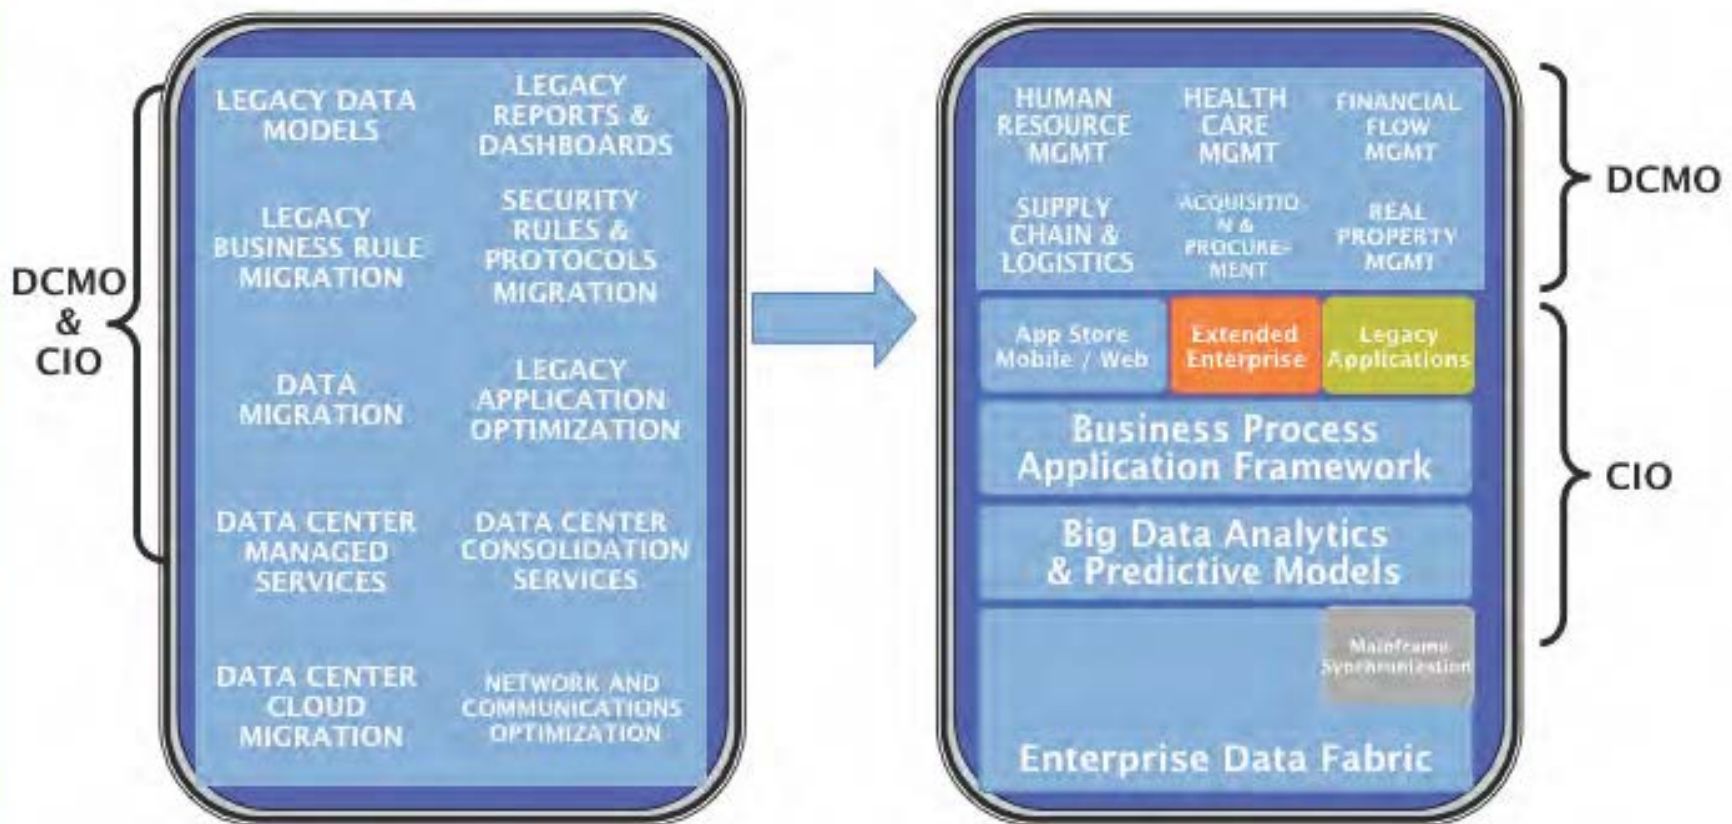 DCMO
&
CIO
LEGACY DATA
MODELS
LEGACY
REPORTS &
DASHBOARDS
LEGACY
BUSINESS RULE
MIGRATION
SECURITY
RULES &
PROTOCOLS
MIGRATION
DATA
MIGRATION
LEGACY
APPLICATION
OPTIMIZATION
DATA CENTER
MANAGED
SERVICES
DATA CENTER
CONSOLIDATION
SERVICES
DATA CENTER
CLOUD
MIGRATION
NETWORK AND
COMMUNICATIONS
OPTIMIZATION
HUMAN
RESOURCE
MGMT
HEALTH
CARE
MGMT
FINANCIAL
FLOW
MGMT
SUPPLY
CHAIN &
LOGISTICS
ACQUISITIO-
N &
PROCURE-
MENT
REAL
PROPERTY
MGMT
DCMO
App Store
Mobile / Web
Extended
Enterprise
Legacy
Applications
Business Process
Application Framework
Big Data Analytics
& Predictive Models
CIO
Mainframe
Synchronization
Enterprise Data Fabric